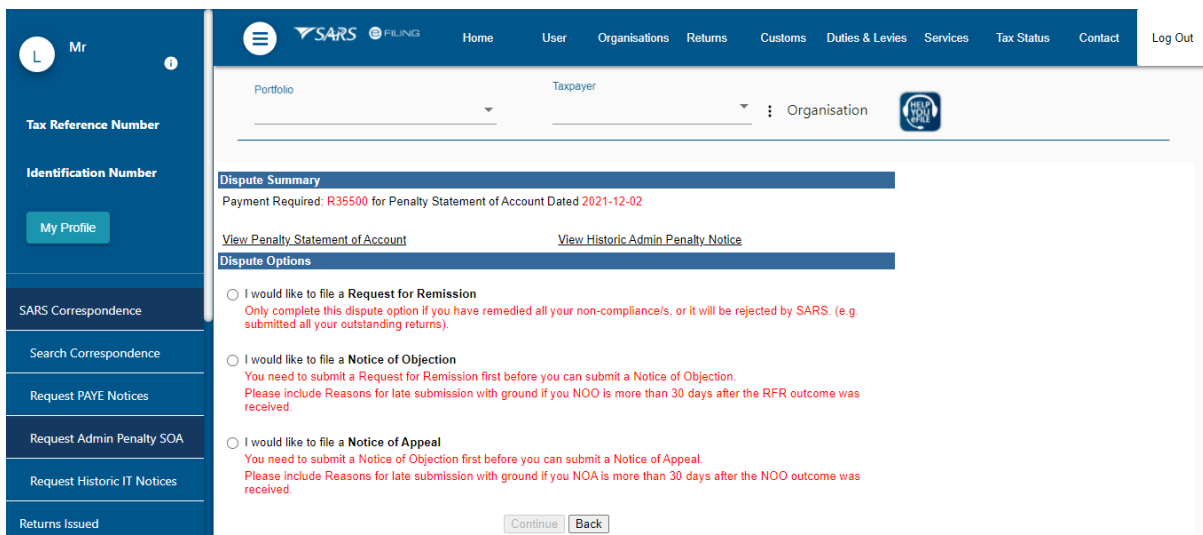 L
Mr
i
Tax Reference Number
Identification Number
My Profile
SARS Correspondence
Search Correspondence
Request PAYE Notices
Request Admin Penalty SOA
Request Historic IT Notices
Returns Issued
SARS e FILING
Home User Organisations Returns Customs Duties & Levies Services Tax Status Contact Log Out
Portfolio
Taxpayer
Organisation
HELP
YOU
eFILE
Dispute Summary
Payment Required: R35500 for Penalty Statement of Account Dated 2021-12-02
View Penalty Statement of Account View Historic Admin Penalty Notice
Dispute Options
I would like to file a Request for Remission
Only complete this dispute option if you have remedied all your non-compliance/s, or it will be rejected by SARS. (e.g.
submitted all your outstanding returns).
I would like to file a Notice of Objection
You need to submit a Request for Remission first before you can submit a Notice of Objection.
Please include Reasons for late submission with ground if you NOO is more than 30 days after the RFR outcome was
received.
I would like to file a Notice of Appeal
You need to submit a Notice of Objection first before you can submit a Notice of Appeal.
Please include Reasons for late submission with ground if you NOA is more than 30 days after the NOO outcome was
received.
Continue Back